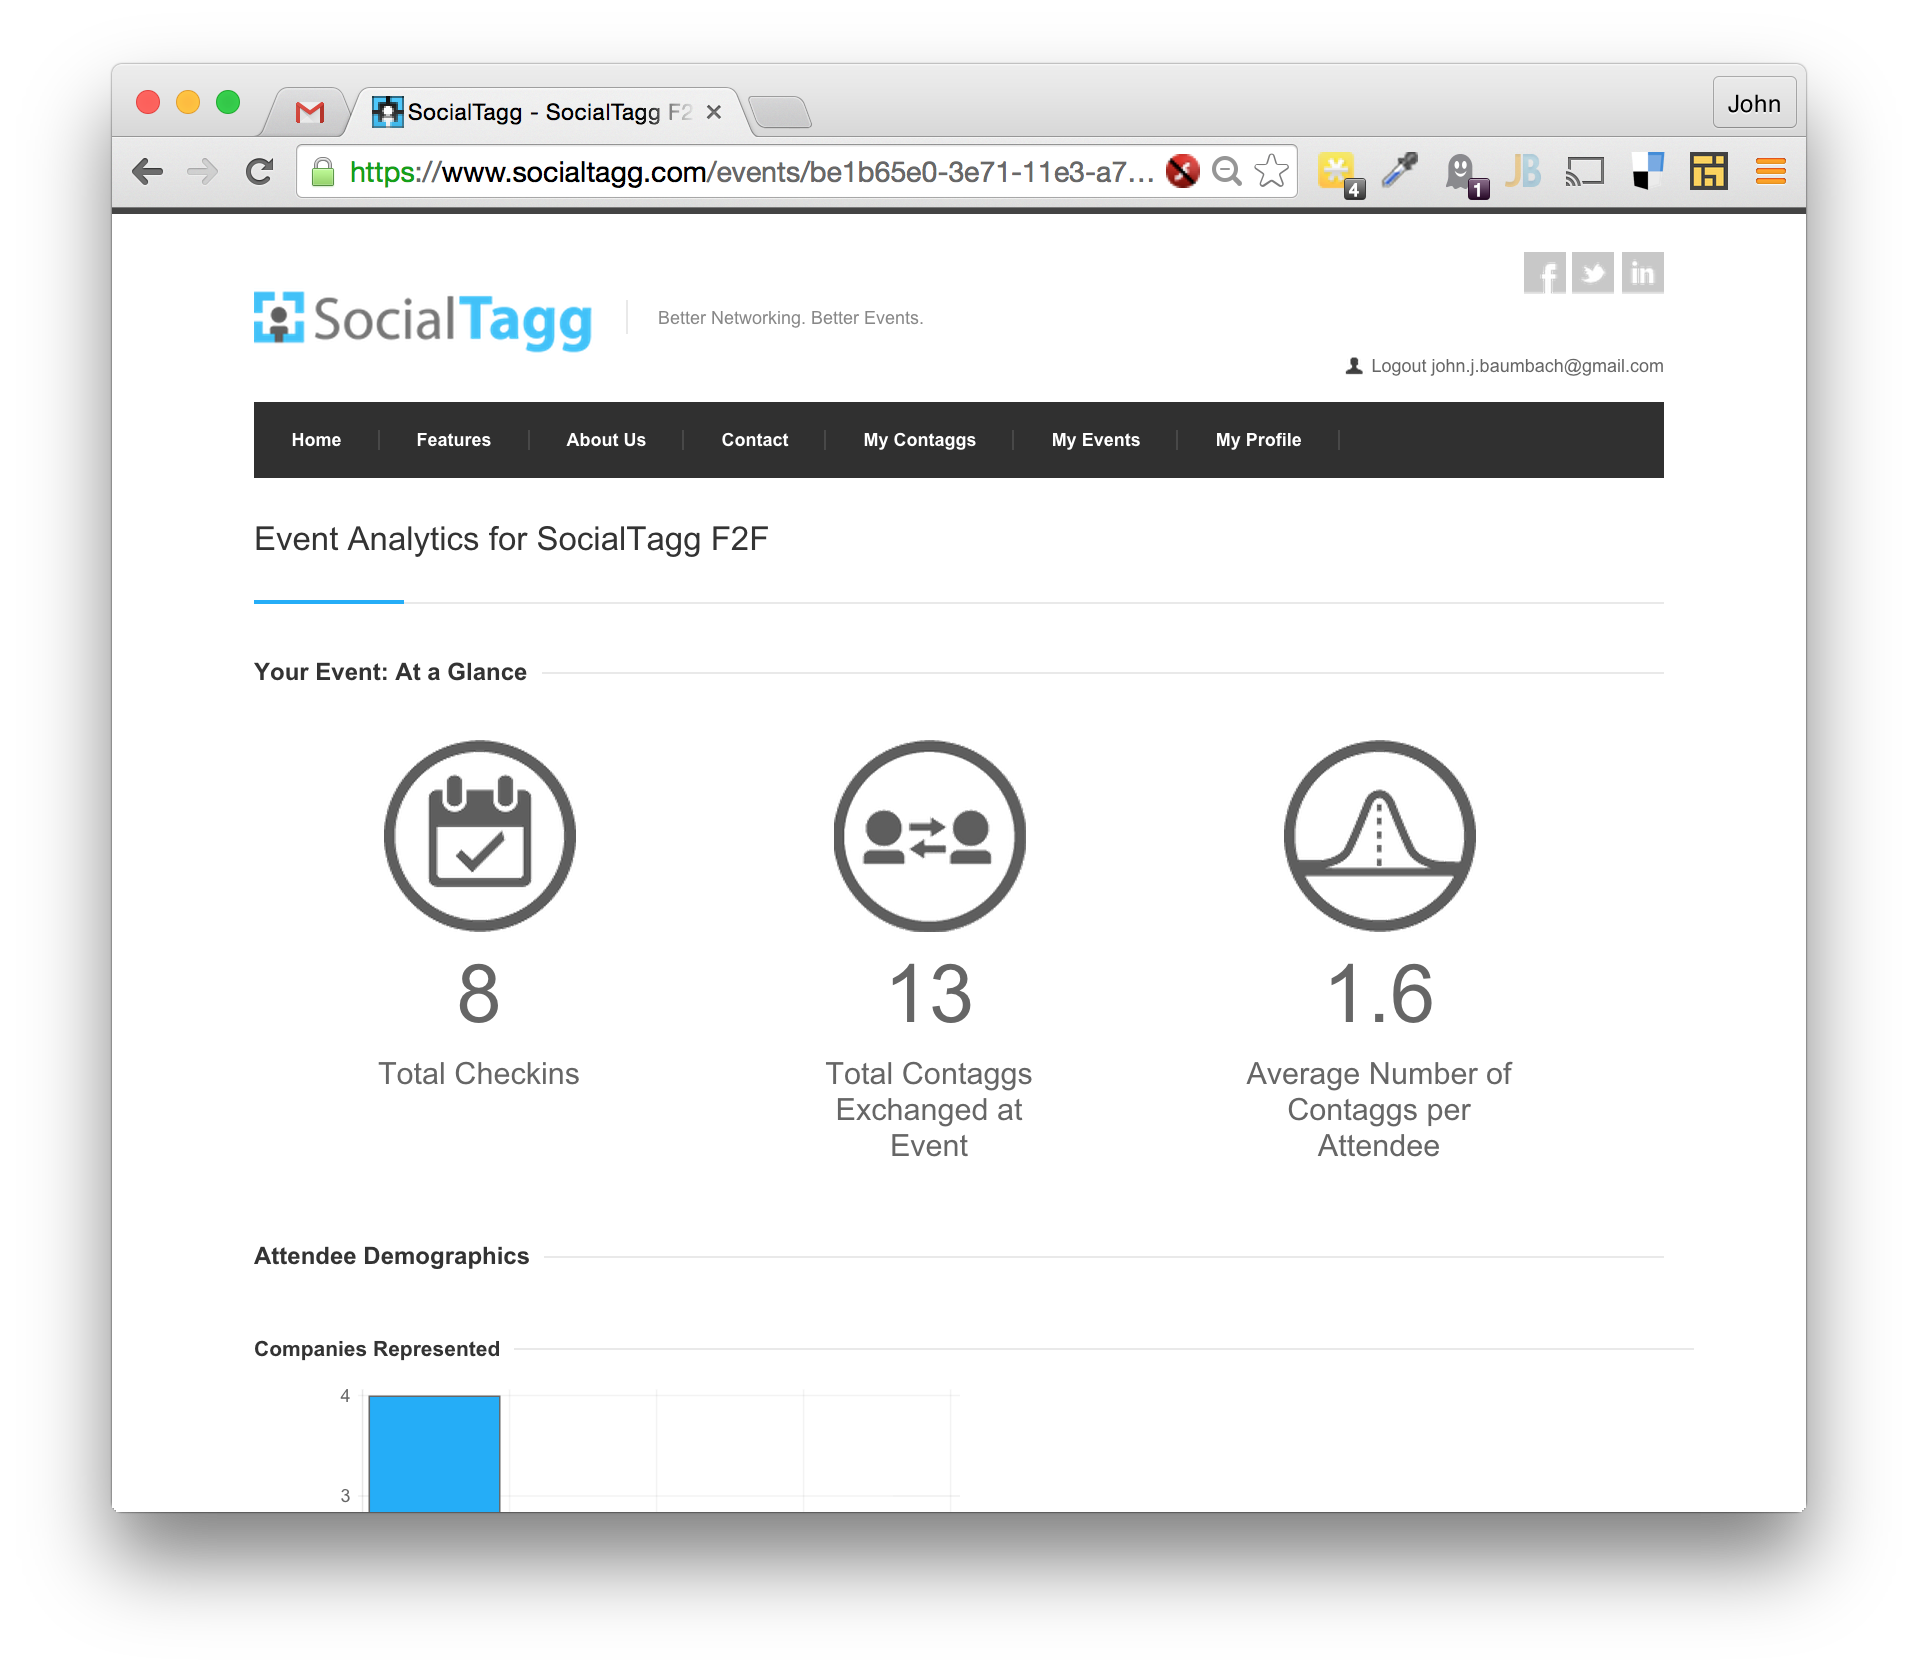 SocialTagg - SocialTagg F2
John
https://www.socialtagg.com/events/be1b65e0-3e71-11e3-a7...
4
1
JB
f
in
SocialTagg
Better Networking. Better Events.
Logout john.j.baumbach@gmail.com
Home
Features
About Us
Contact
My Contaggs
My Events
My Profile
Event Analytics for SocialTagg F2F
Your Event: At a Glance
8
Total Checkins
13
Total Contaggs
Exchanged at
Event
1.6
Average Number of
Contaggs per
Attendee
Attendee Demographics
Companies Represented
4
3